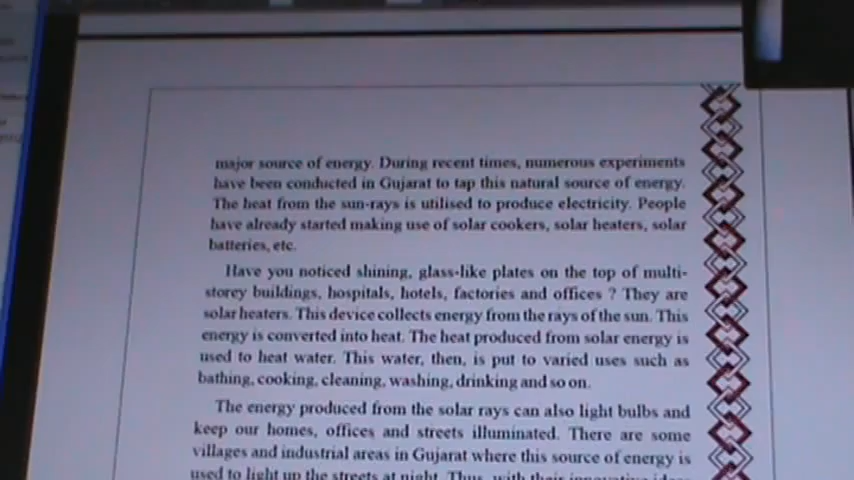 major source of energy. During recent times, numerous experiments
have been conducted in Gujarat to tap this natural source of energy.
The heat from the sun-rays is utilised to produce electricity. People
have already started making use of solar cookers, solar heaters, solar
batteries, etc.
Have you noticed shining, glass-like plates on the top of multi-
storey buildings, hospitals, hotels, factories and offices ? They are
solar heaters. This device collects energy from the rays of the sun. This
energy is converted into heat. The heat produced from solar energy is
used to heat water. This water, then, is put to varied uses such as
bathing, cooking, cleaning, washing, drinking and so on.
The energy produced from the solar rays can also light bulbs and
keep our homes, offices and streets illuminated. There are some
villages and industrial areas in Gujarat where this source of energy is
used to light up the streets at night. Thus, with their innovative ideas